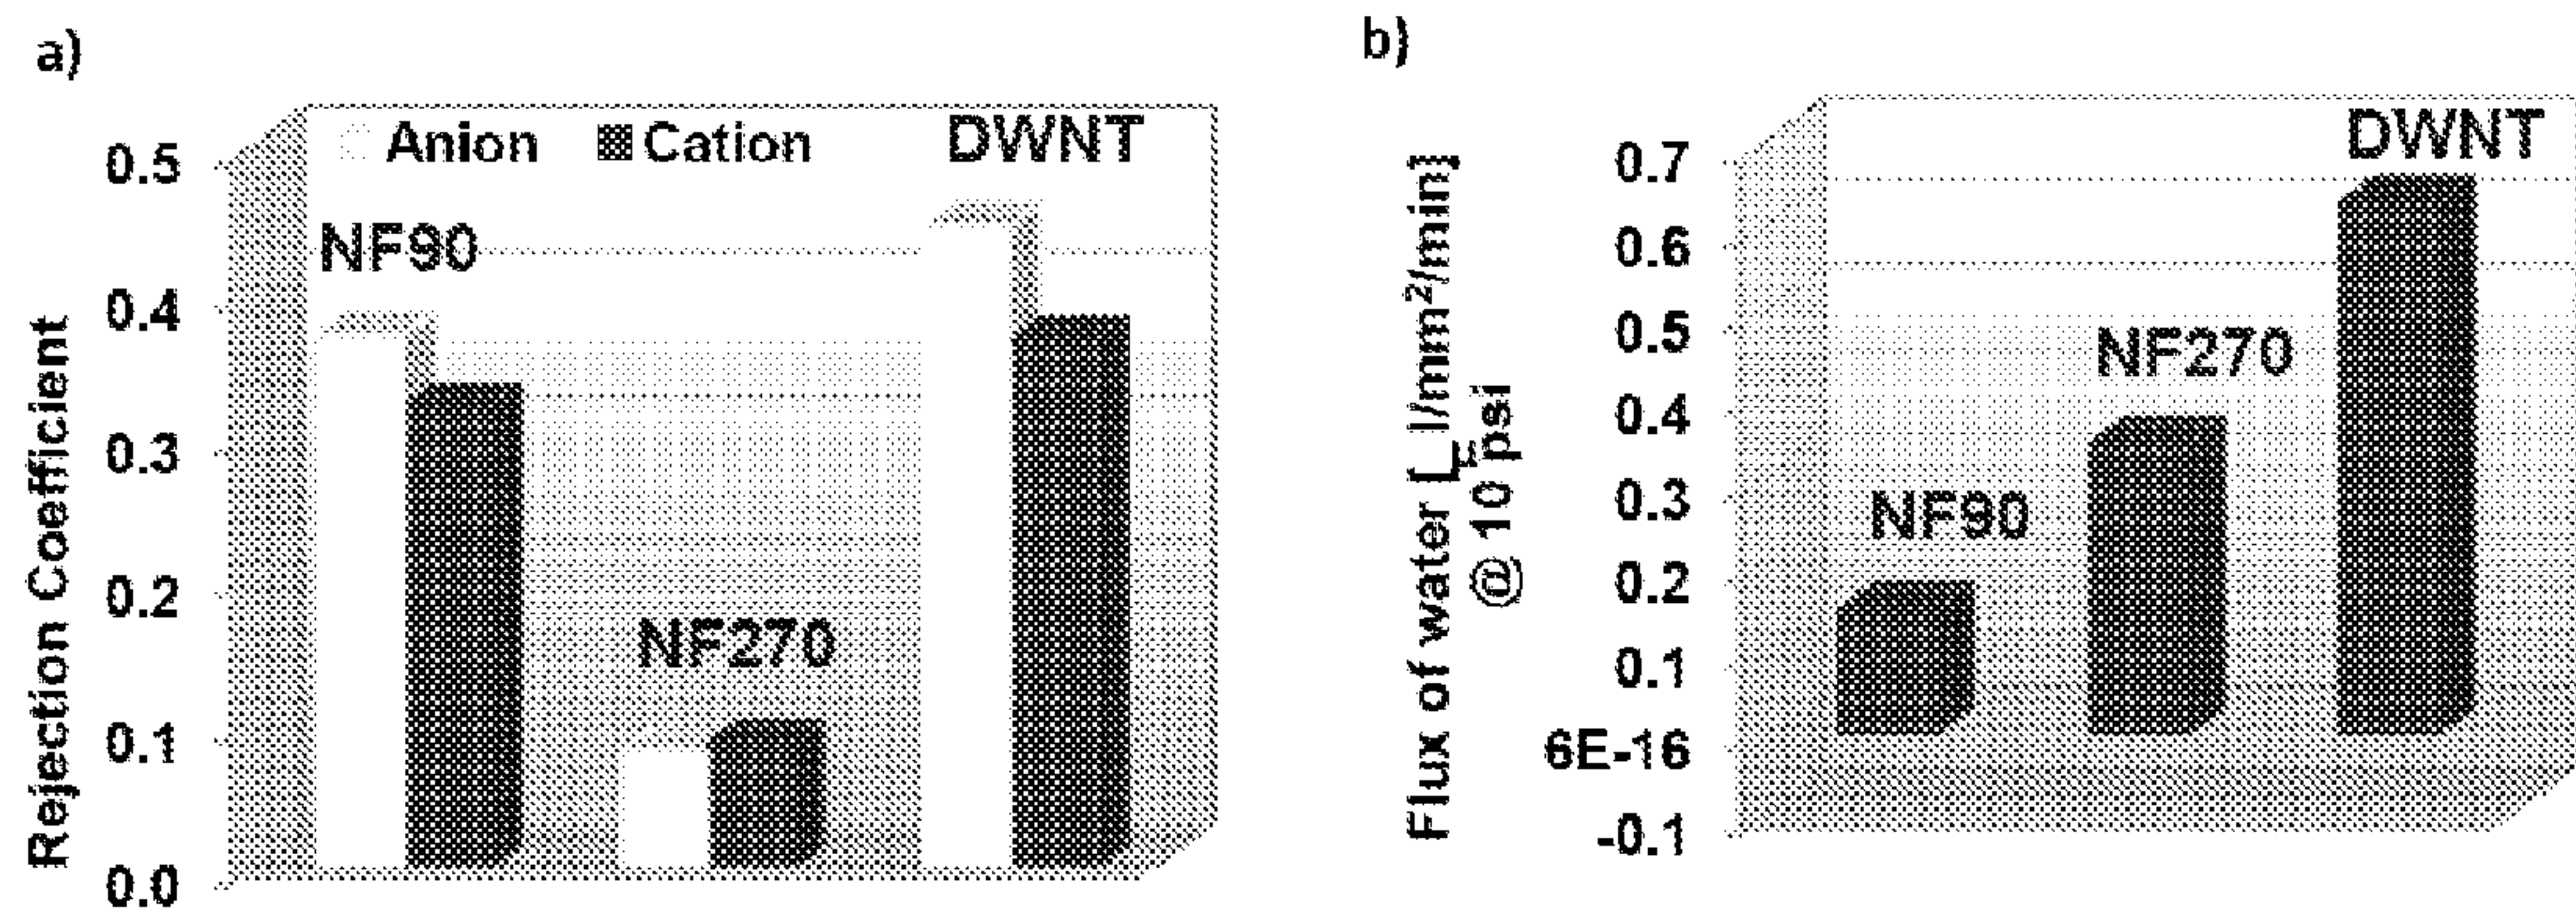 a)
Anion Cation
DWNT
NF90
NF270
0.5
0.4
0.3
0.2
0.1
0.0
Rejection Coefficient
b)
DWNT
NF270
NF90
0.7
0.6
0.5
0.4
0.3
0.2
0.1
6E-16
-0.1
Flux of water [µl/mm²/min]
@ 10 psi